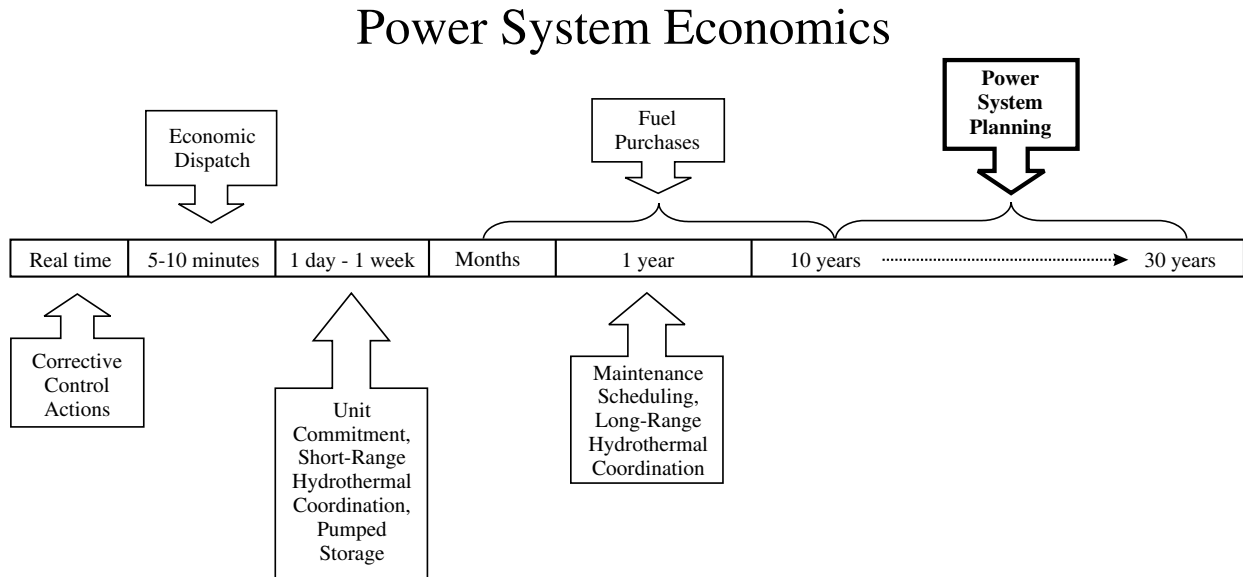 Power System Economics
Economic
Dispatch
Fuel
Purchases
Power
System
Planning
Real time
5-10 minutes
1 day - 1 week
Months
1 year
10 years
30 years
Corrective
Control
Actions
Unit
Commitment,
Short-Range
Hydrothermal
Coordination,
Pumped
Storage
Maintenance
Scheduling,
Long-Range
Hydrothermal
Coordination